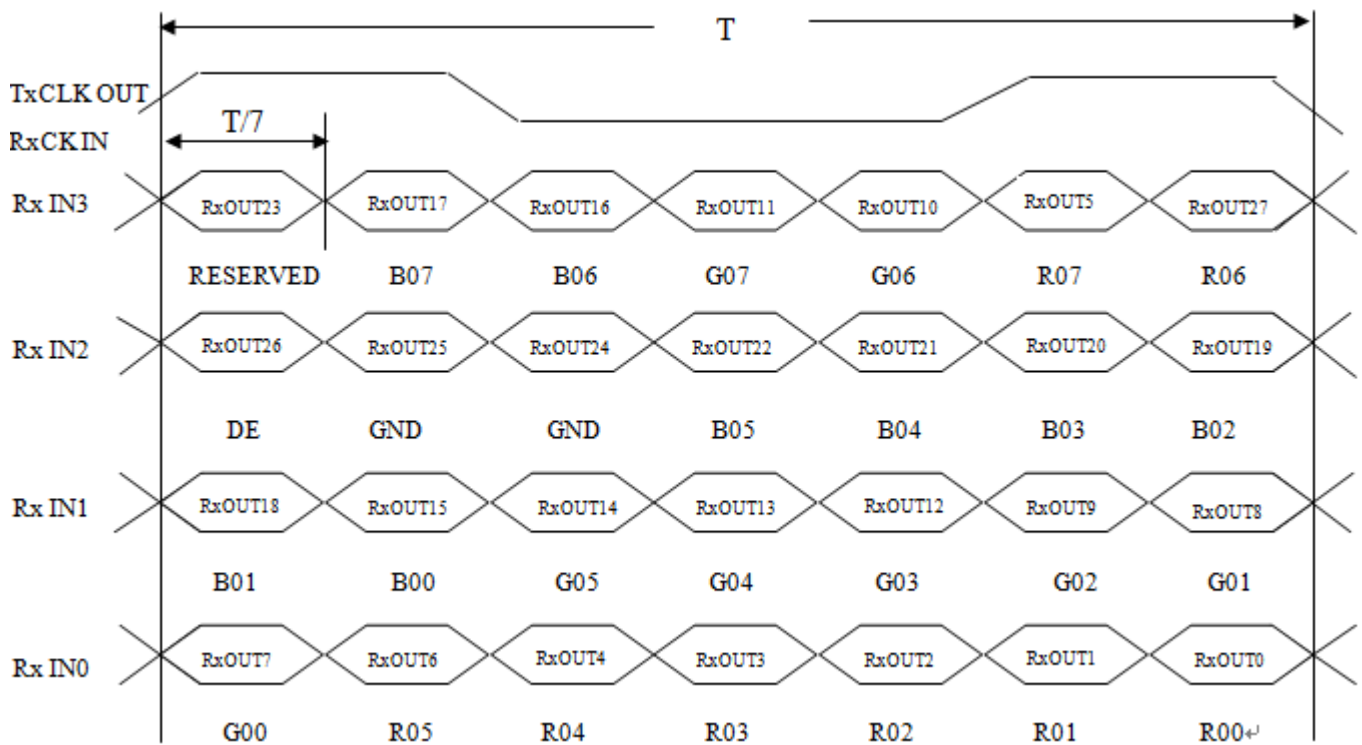 T
TxCLK OUT
T/7
RxCK IN
Rx IN3 RxOUT23 RxOUT17 RxOUT16 RxOUT11 RxOUT10 RxOUT5 RxOUT27
RESERVED B07 B06 G07 G06 R07 R06
Rx IN2 RxOUT26 RxOUT25 RxOUT24 RxOUT22 RxOUT21 RxOUT20 RxOUT19
DE GND GND B05 B04 B03 B02
Rx IN1 RxOUT18 RxOUT15 RxOUT14 RxOUT13 RxOUT12 RxOUT9 RxOUT8
B01 B00 G05 G04 G03 G02 G01
Rx IN0 RxOUT7 RxOUT6 RxOUT4 RxOUT3 RxOUT2 RxOUT1 RxOUT0
G00 R05 R04 R03 R02 R01 R00↵